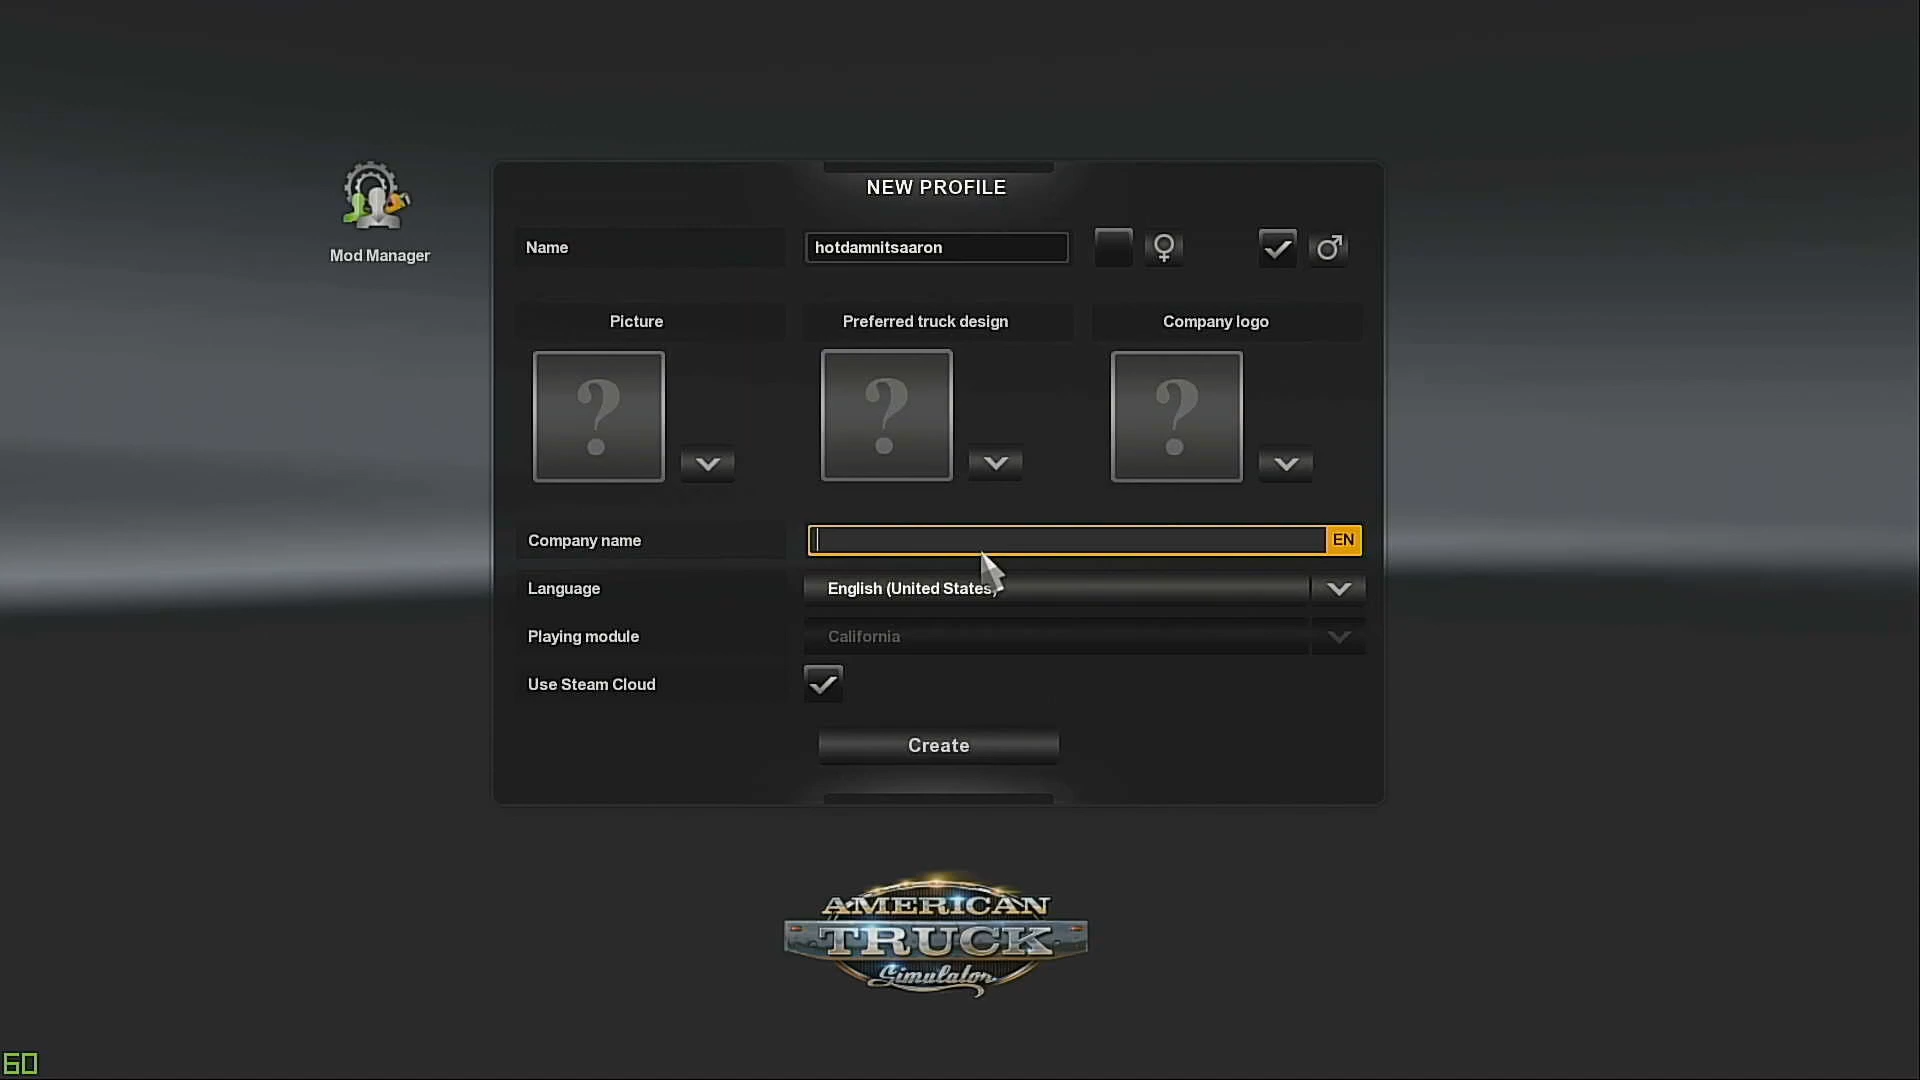 NEW PROFILE
Mod Manager
Name
hotdamnitsaaron
Picture
Preferred truck design
Company logo
?
?
?
Company name
EN
Language
English (United States)
Playing module
California
Use Steam Cloud
Create
AMERICAN
TRUCK
Simulator
60